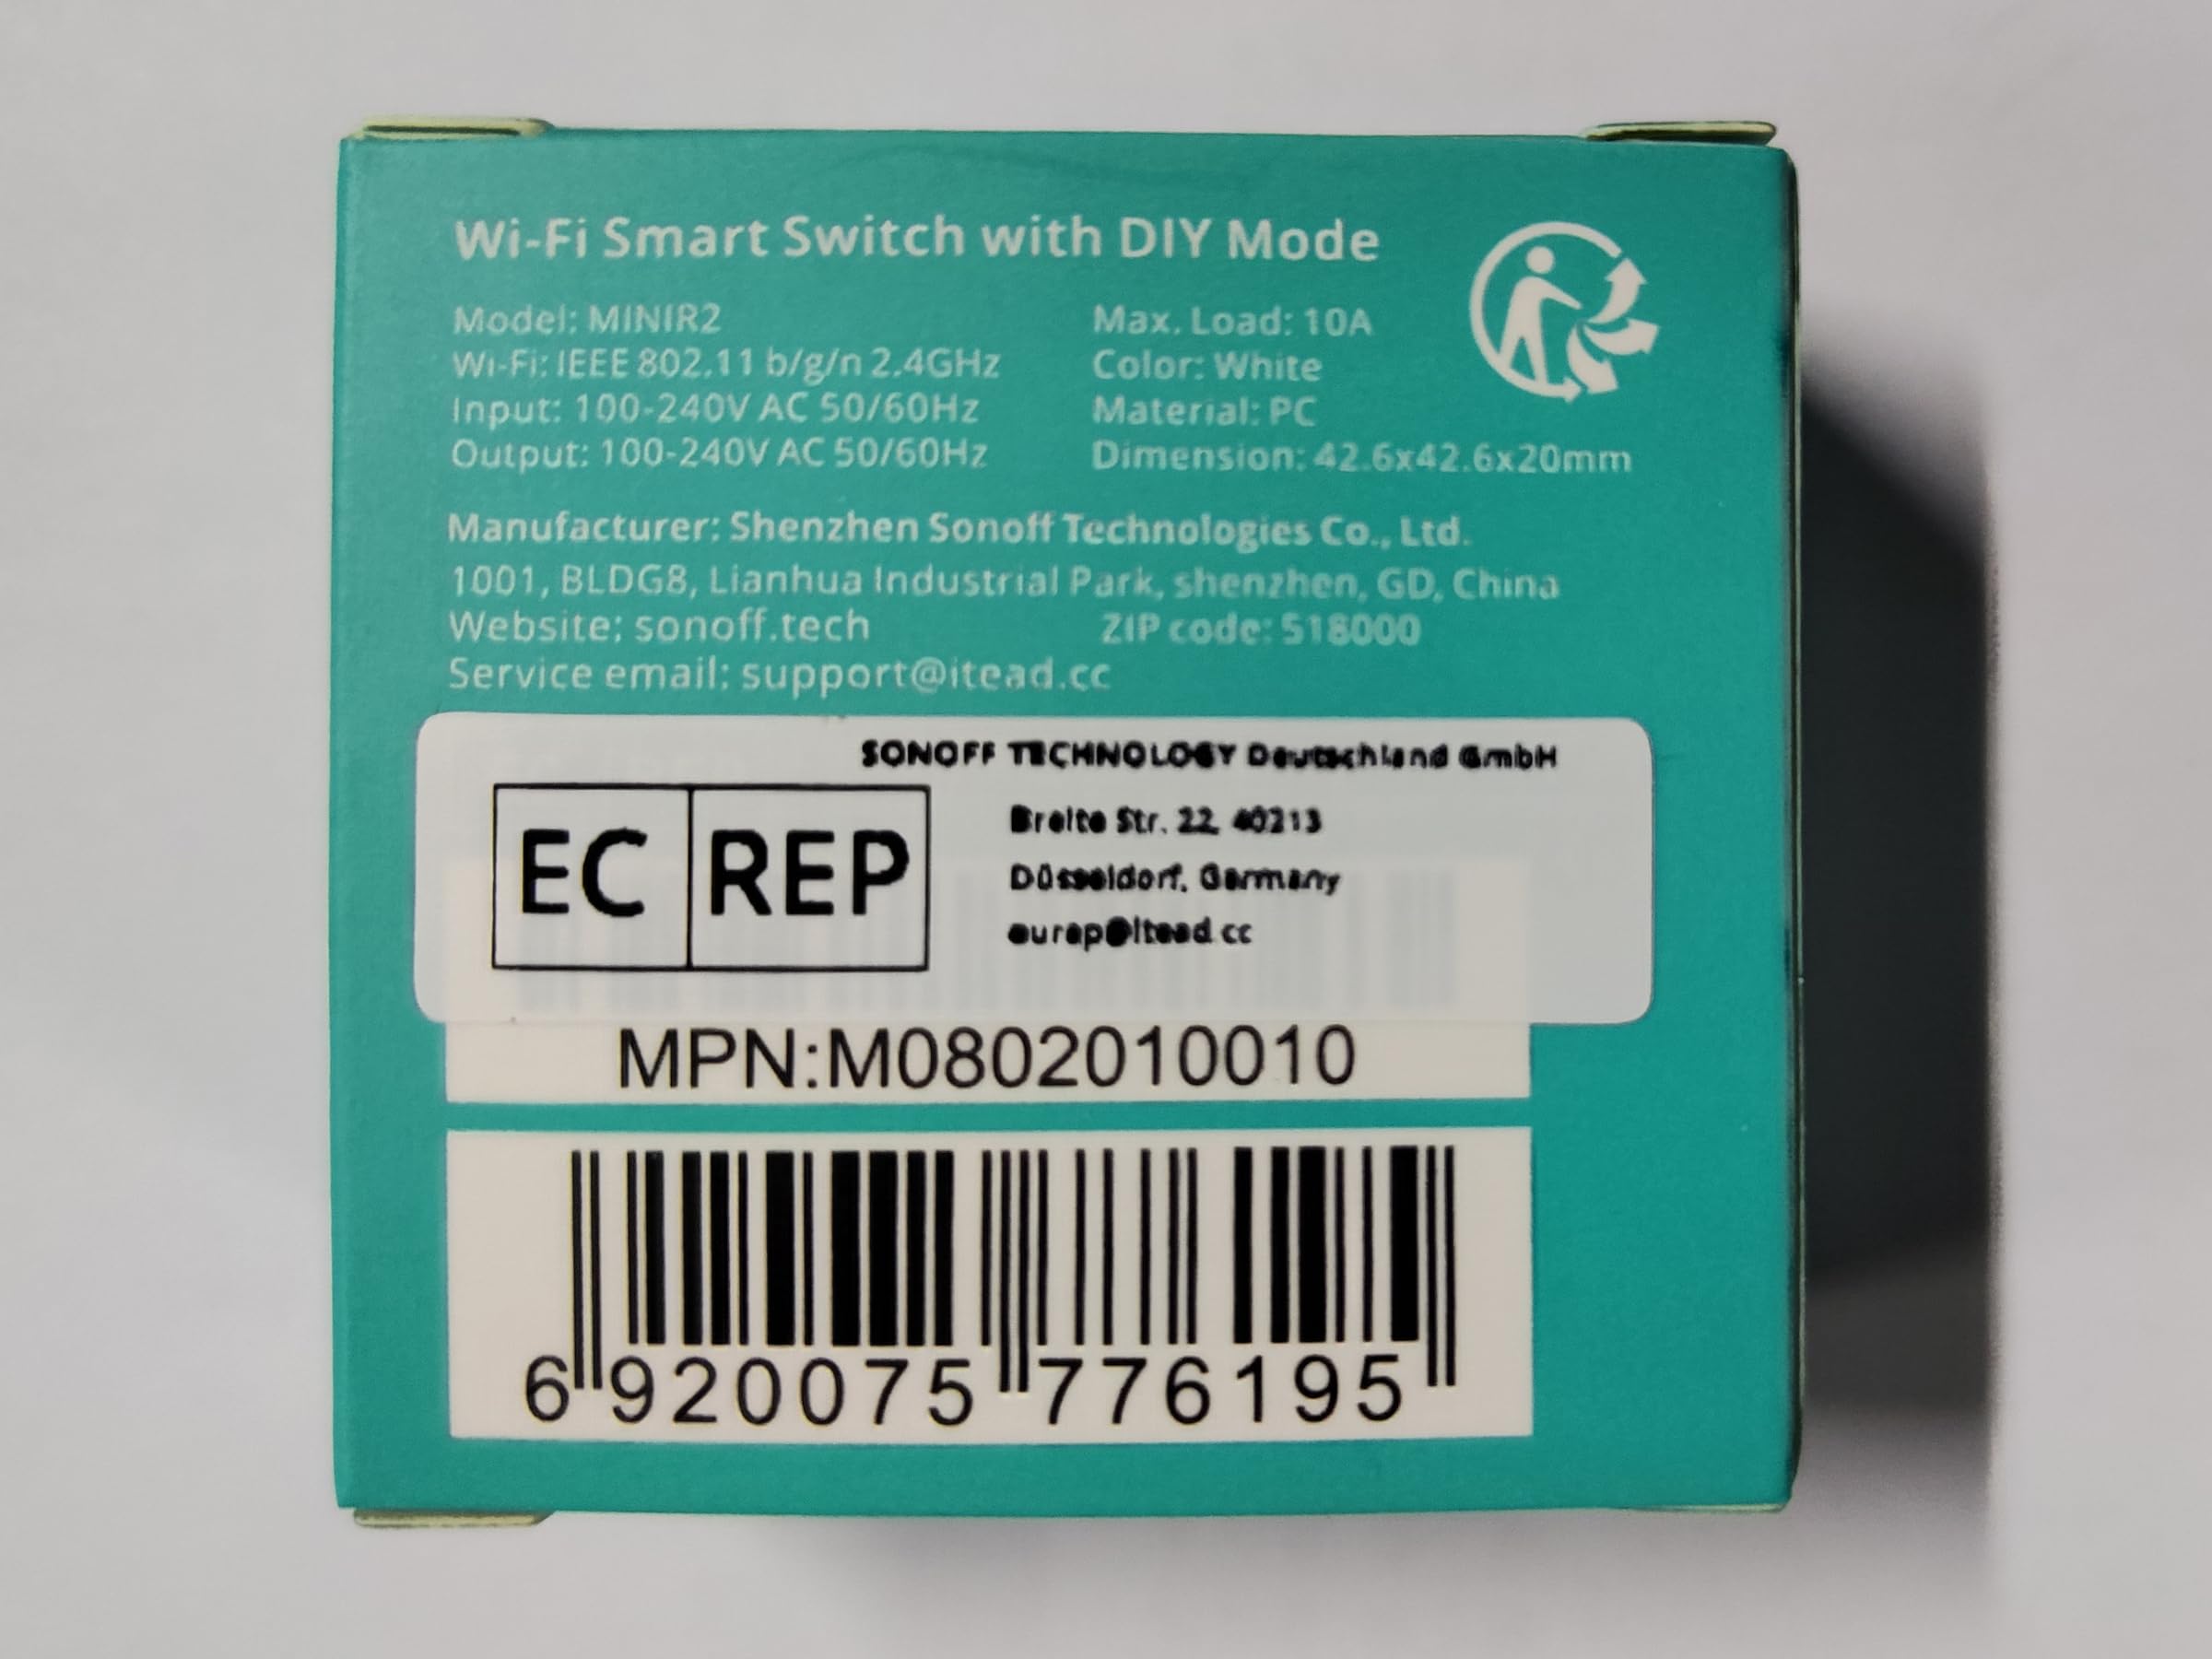 Wi-Fi Smart Switch with DIY Mode
Model: MINIR2
Wi-Fi: IEEE 802.11 b/g/n 2.4GHz
Input: 100-240V AC 50/60Hz
Output: 100-240V AC 50/60Hz
Max. Load: 10A
Color: White
Material: PC
Dimension: 42.6x42.6x20mm
Manufacturer: Shenzhen Sonoff Technologies Co., Ltd.
1001, BLDG8, Lianhua Industrial Park, shenzhen, GD, China
Website: sonoff.tech ZIP code: 518000
Service email: support@itead.cc
SONOFF TECHNOLOGY Deutschland GmbH
EC REP
Breite Str. 22, 40213
Düsseldorf, Germany
eurep@itead.cc
MPN:M0802010010
6 920075 776195